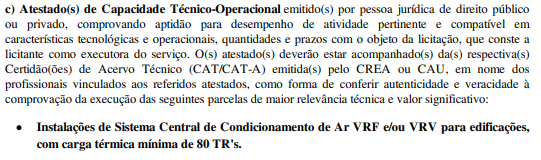 c) Atestado(s) de Capacidade Técnico-Operacional emitido(s) por pessoa jurídica de direito público
ou privado, comprovando aptidão para desempenho de atividade pertinente e compatível em
características tecnológicas e operacionais, quantidades e prazos com o objeto da licitação, que conste a
licitante como executora do serviço. O(s) atestado(s) deverão estar acompanhado(s) da(s) respectiva(s)
Certidão(ões) de Acervo Técnico (CAT/CAT-A) emitida(s) pelo CREA ou CAU, em nome dos
profissionais vinculados aos referidos atestados, como forma de conferir autenticidade e veracidade à
comprovação da execução das seguintes parcelas de maior relevância técnica e valor significativo:
• Instalações de Sistema Central de Condicionamento de Ar VRF e/ou VRV para edificações,
com carga térmica mínima de 80 TR's.